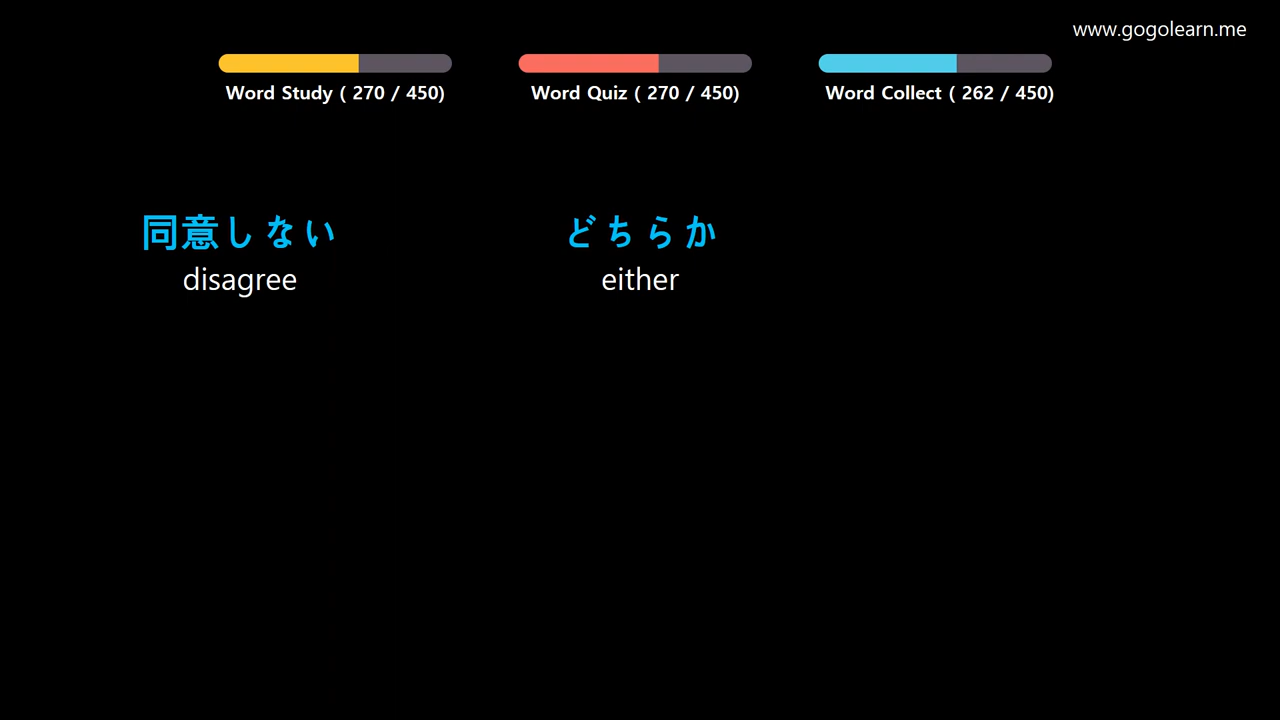 www.gogolearn.me
Word Study ( 270 / 450)
Word Quiz ( 270 / 450)
Word Collect ( 262 / 450)
同意しない
disagree
どちらか
either